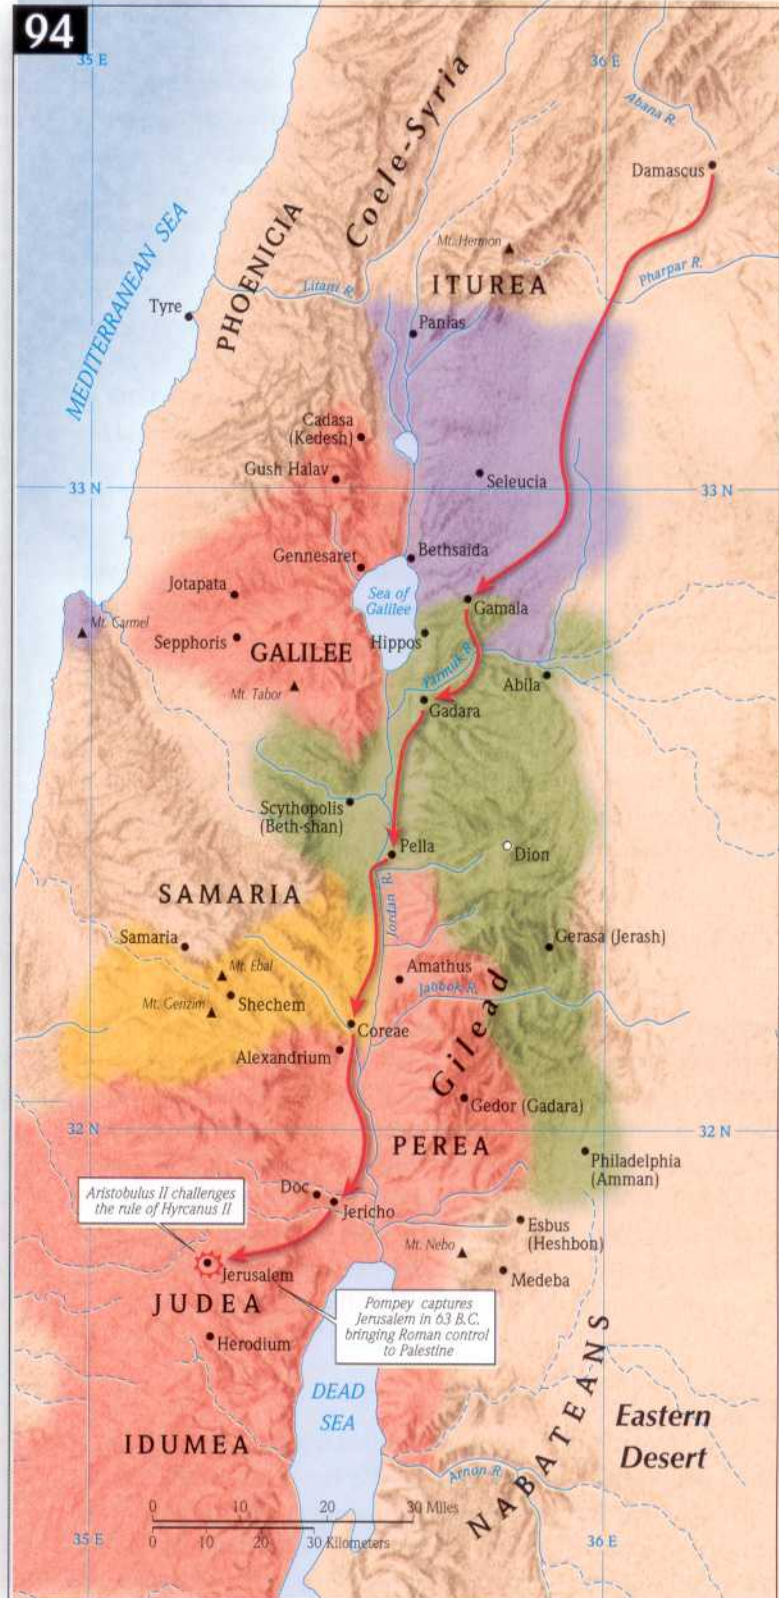 94
35 E
36 E
Coele-Syria
Abana R.
Damascus
MEDITERRANEAN SEA
PHOENICIA
Mt. Hermon
Pharpar R.
Litani R.
ITUREA
Tyre
Panias
Cadasa
(Kedesh)
Gush Halav
Seleucia
33 N
33 N
Gennesaret
Bethsaida
Jotapata
Sea of
Galilee
Gamala
Mt. Carmel
Sepphoris
GALILEE
Hippos
Yarmuk R.
Abila
Mt. Tabor
Gadara
Scythopolis
(Beth-shan)
Pella
Dion
Jordan R.
SAMARIA
Samaria
Gerasa (Jerash)
Mt. Ebal
Amathus
Jabbok R.
Mt. Gerizim
Shechem
Coreae
Gilead
Alexandrium
Gedor (Gadara)
32 N
32 N
PEREA
Philadelphia
(Amman)
Doc
Jericho
Aristobulus II challenges
the rule of Hyrcanus II
Esbus
(Heshbon)
Mt. Nebo
Jerusalem
Medeba
JUDEA
Pompey captures
Jerusalem in 63 B.C.
bringing Roman control
to Palestine
Herodium
DEAD
SEA
NABATEANS
Eastern
Desert
IDUMEA
Arnon R.
0 10 20 30 Miles
0 10 20 30 Kilometers
35 E
36 E